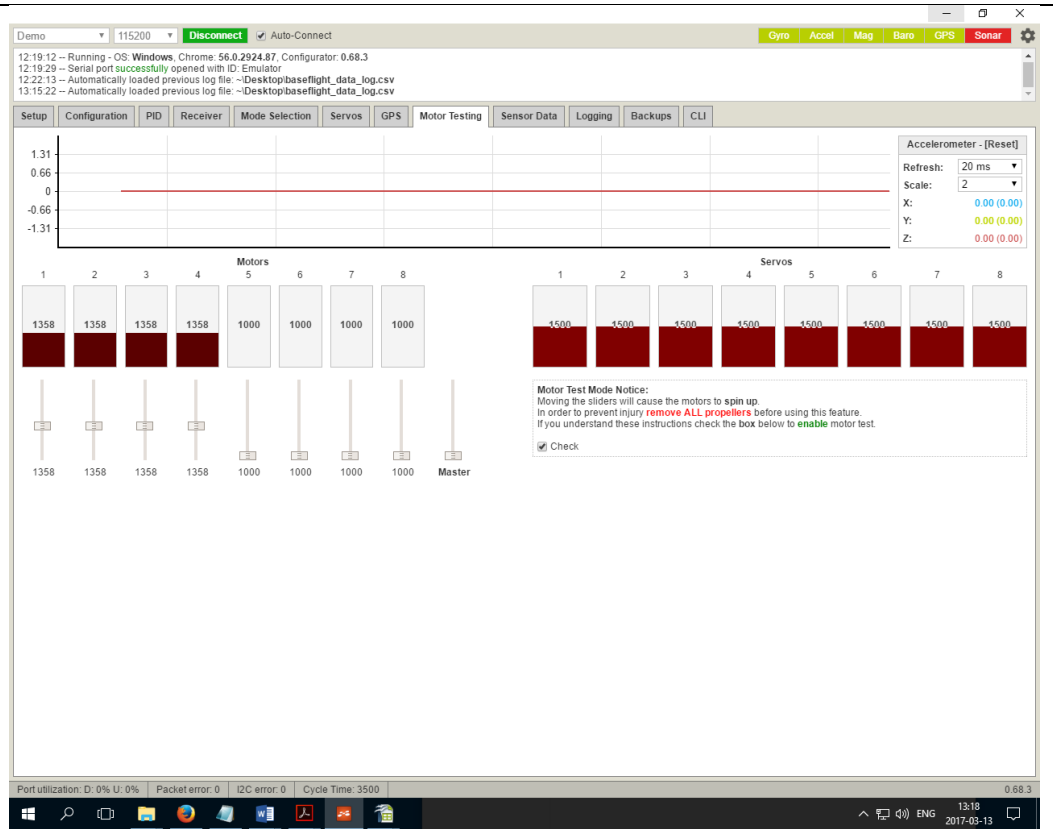 Demo 115200 Disconnect Auto-Connect Gyro Accel Mag Baro GPS Sonar
12:19:12 -- Running - OS: Windows, Chrome: 56.0.2924.87, Configurator: 0.68.3
12:19:29 -- Serial port successfully opened with ID: Emulator
12:22:13 -- Automatically loaded previous log file: ~\Desktop\baseflight_data_log.csv
13:15:22 -- Automatically loaded previous log file: ~\Desktop\baseflight_data_log.csv
Setup Configuration PID Receiver Mode Selection Servos GPS Motor Testing Sensor Data Logging Backups CLI
1.31
0.66
0
-0.66
-1.31
Accelerometer - [Reset]
Refresh: 20 ms
Scale: 2
X: 0.00 (0.00)
Y: 0.00 (0.00)
Z: 0.00 (0.00)
Motors
1 2 3 4 5 6 7 8
1358 1358 1358 1358 1000 1000 1000 1000
1358 1358 1358 1358 1000 1000 1000 1000 Master
Servos
1 2 3 4 5 6 7 8
1500 1500 1500 1500 1500 1500 1500 1500
Motor Test Mode Notice:
Moving the sliders will cause the motors to spin up.
In order to prevent injury remove ALL propellers before using this feature.
If you understand these instructions check the box below to enable motor test.
Check
Port utilization: D: 0% U: 0% Packet error: 0 I2C error: 0 Cycle Time: 3500 0.68.3
ENG 13:18
2017-03-13